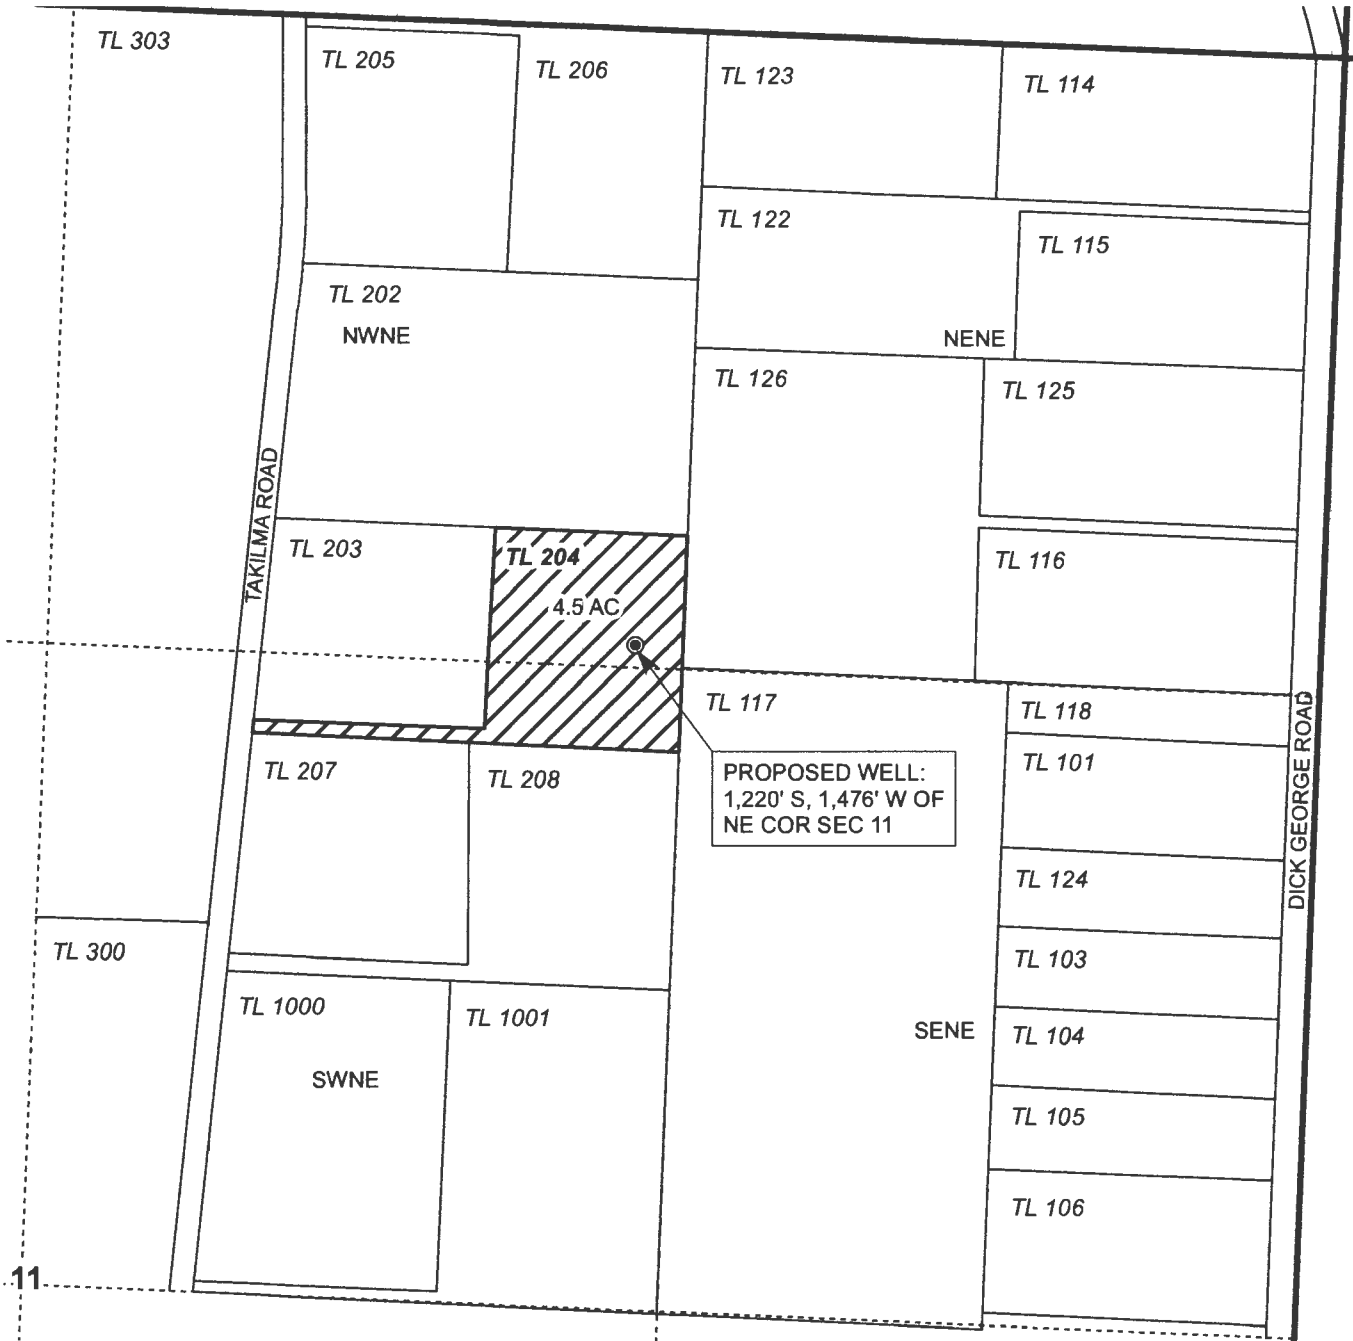 TL 303
TL 205
TL 206
TL 123
TL 114
TL 122
TL 115
TL 202
NWNE
NENE
TL 126
TL 125
TAKILMA ROAD
TL 203
TL 204
4.5 AC
TL 116
TL 117
TL 118
TL 207
TL 208
PROPOSED WELL:
1,220' S, 1,476' W OF
NE COR SEC 11
TL 101
DICK GEORGE ROAD
TL 124
TL 300
TL 103
TL 1000
TL 1001
SENE
TL 104
SWNE
TL 105
TL 106
11